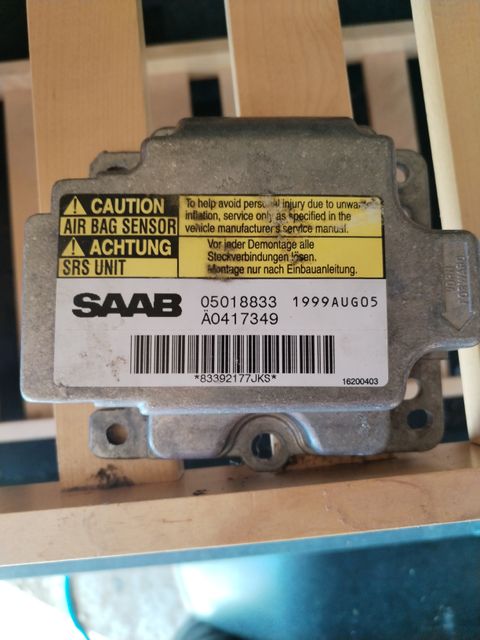 CAUTION
AIR BAG SENSOR
To help avoid personal injury due to unwa
inflation, service only as specified in the
vehicle manufacturer's service manual.
ACHTUNG
SRS UNIT
Vor jeder Demontage alle
Steckverbindungen lösen.
Montage nur nach Einbauanleitung.
SAAB
05018833 1999AUG05
Ä0417349
*83392177JKS*
16200403
FORWARD